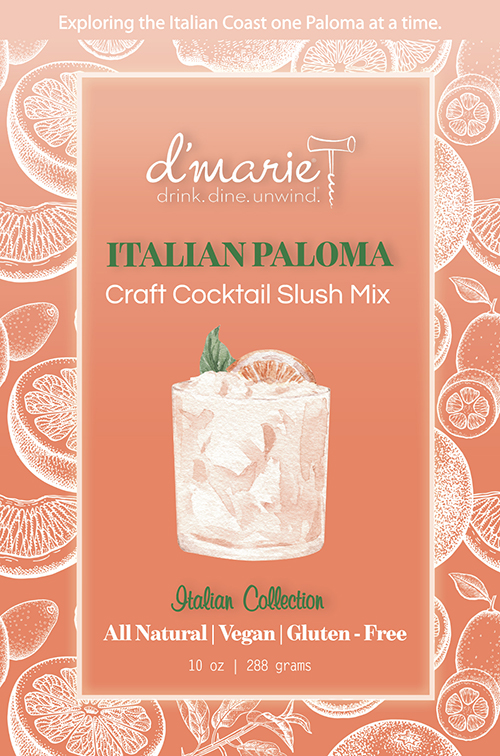 Exploring the Italian Coast one Paloma at a time.
d'marie
drink. dine. unwind.®
ITALIAN PALOMA
Craft Cocktail Slush Mix
Italian Collection
All Natural | Vegan | Gluten - Free
10 oz | 288 grams